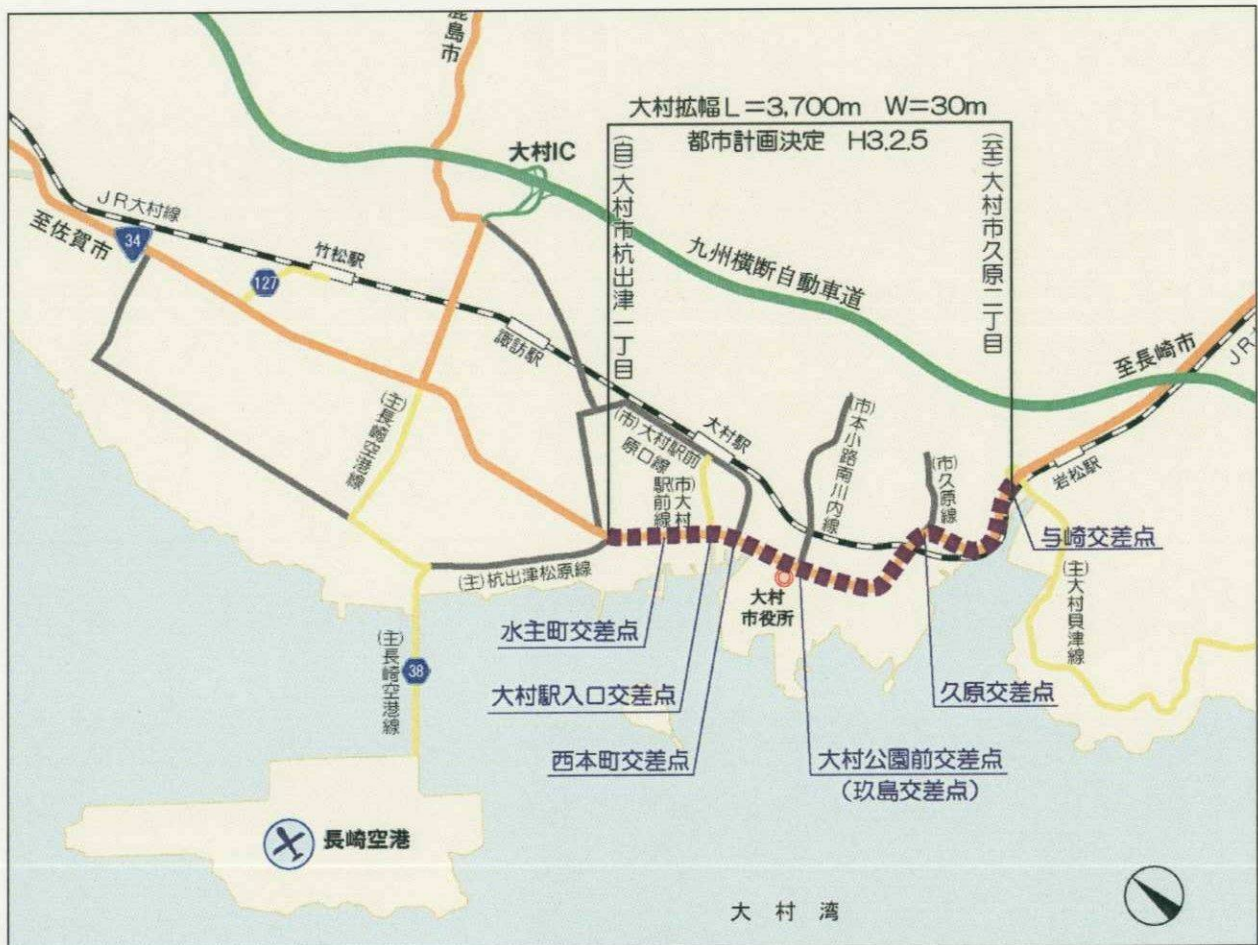 鹿島市
大村拡幅L=3,700m W=30m
都市計画決定 H3.2.5
(自)大村市杭出津一丁目
(至)大村市久原二丁目
大村IC
JR大村線
至佐賀市
34
竹松駅
127
諏訪駅
九州横断自動車道
至長崎市
JR
(主)長崎空港線
(市)大村駅前
原口線
(市)大村
駅前線
大村駅
(市)本小路南川内線
(市)久原線
岩松駅
与崎交差点
(主)杭出津松原線
大村
市役所
(主)大村貝津線
水主町交差点
(主)長崎空港線
38
大村駅入口交差点
久原交差点
西本町交差点
大村公園前交差点
(玖島交差点)
長崎空港
大村湾